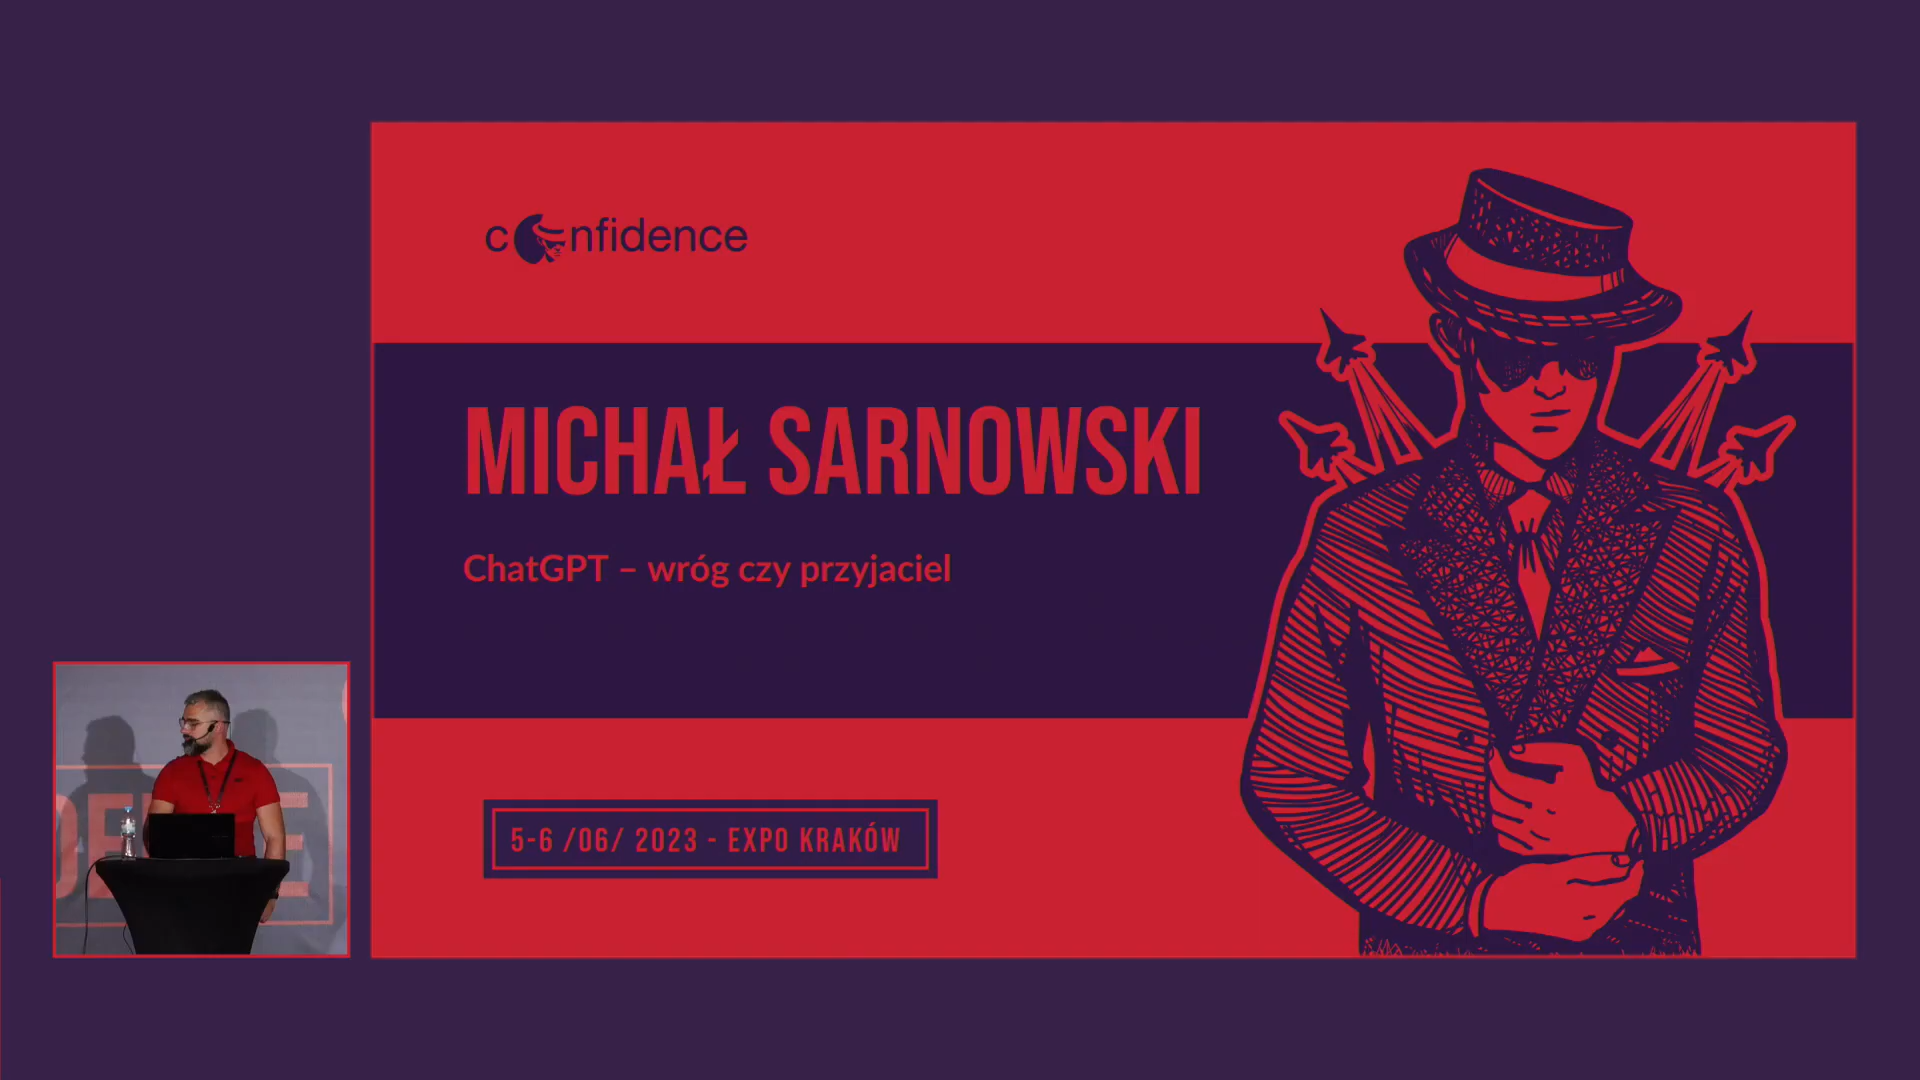 confidence
MICHAŁ SARNOWSKI
ChatGPT – wróg czy przyjaciel
5-6 /06/ 2023 - EXPO KRAKÓW